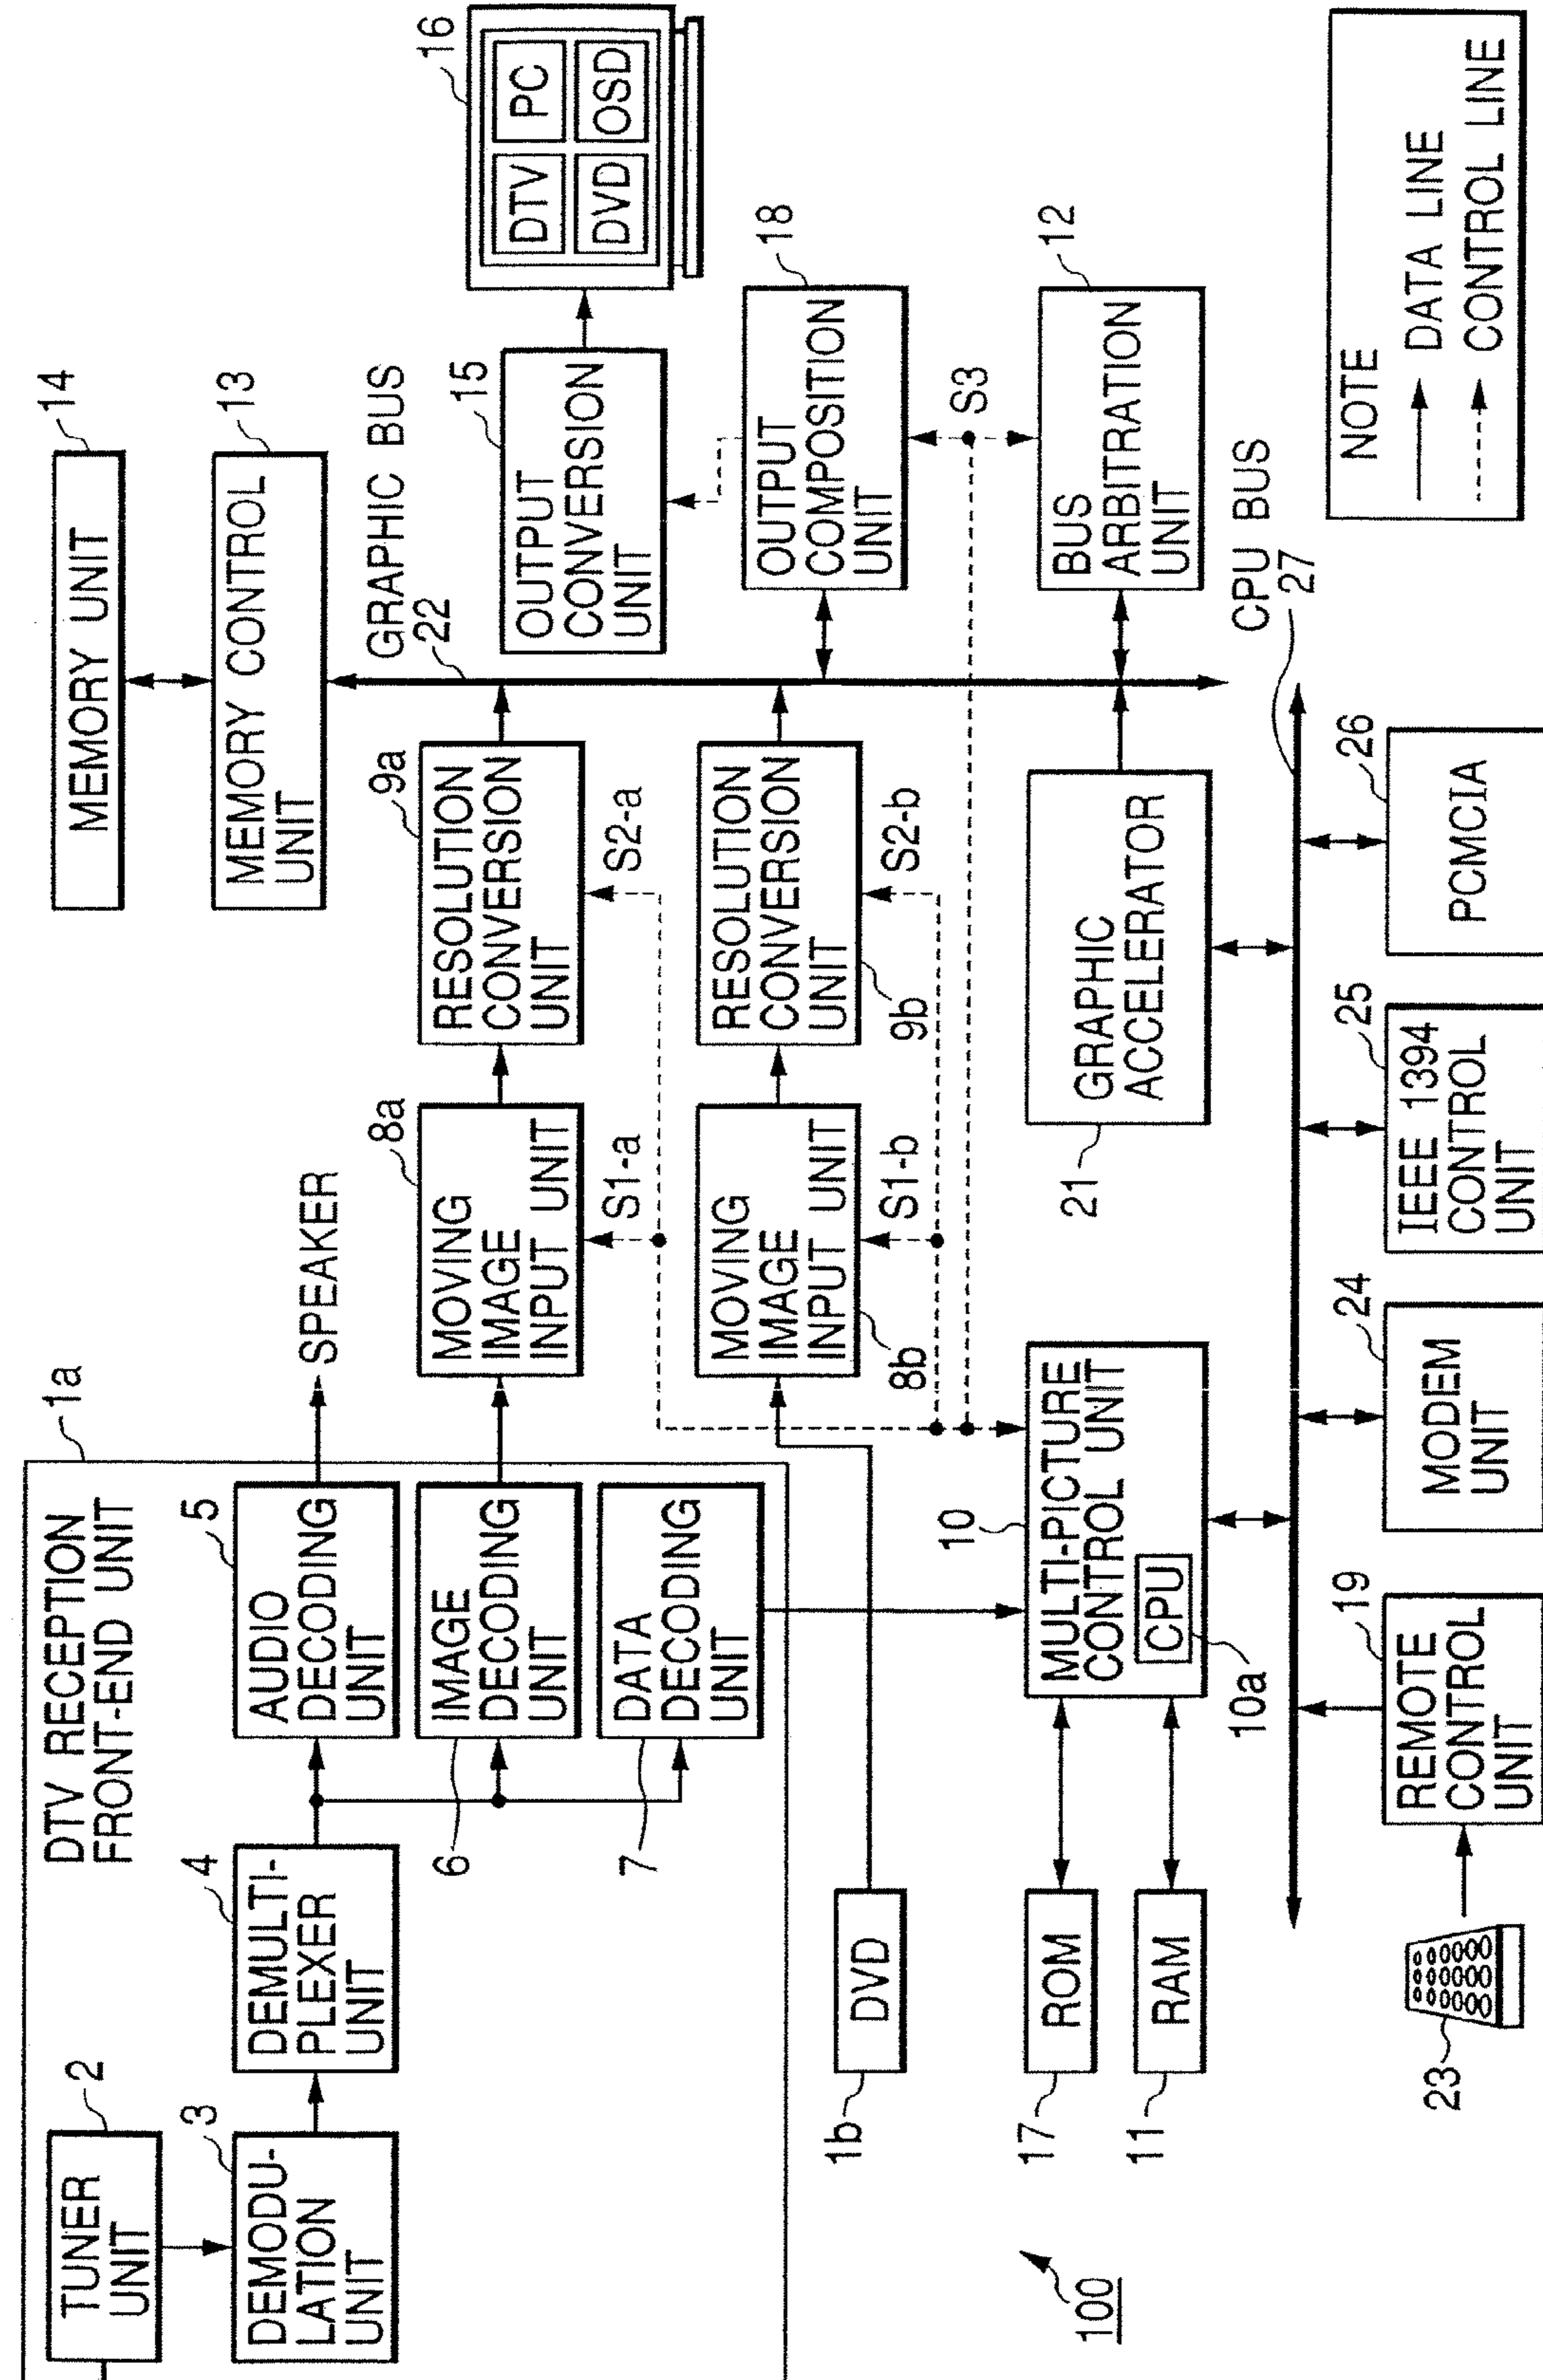 1a
DTV RECEPTION
FRONT-END UNIT
2
TUNER
UNIT
3
DEMODU-
LATION
UNIT
4
DEMULTI-
PLEXER
UNIT
5
AUDIO
DECODING
UNIT
SPEAKER
6
IMAGE
DECODING
UNIT
7
DATA
DECODING
UNIT
8a
MOVING
IMAGE
INPUT UNIT
S1-a
9a
RESOLUTION
CONVERSION
UNIT
S2-a
14
MEMORY UNIT
13
MEMORY CONTROL
UNIT
GRAPHIC BUS
22
15
OUTPUT
CONVERSION
UNIT
16
DTV
PC
DVD
OSD
1b
DVD
8b
MOVING
IMAGE
INPUT UNIT
S1-b
9b
RESOLUTION
CONVERSION
UNIT
S2-b
18
OUTPUT
COMPOSITION
UNIT
S3
12
BUS
ARBITRATION
UNIT
17
ROM
11
RAM
10
MULTI-PICTURE
CONTROL UNIT
CPU
10a
21
GRAPHIC
ACCELERATOR
CPU BUS
27
100
23
19
REMOTE
CONTROL
UNIT
24
MODEM
UNIT
25
IEEE 1394
CONTROL
UNIT
26
PCMCIA
NOTE
DATA LINE
CONTROL LINE